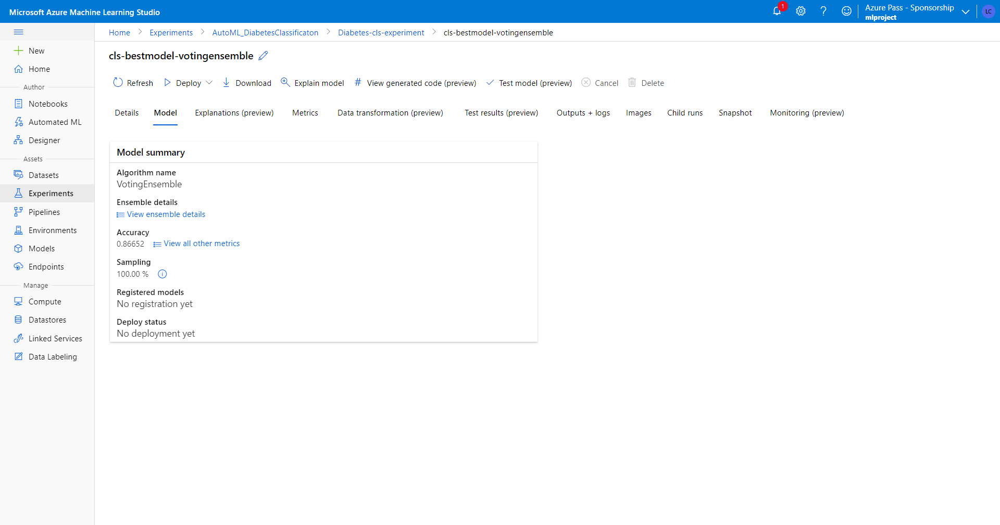 Microsoft Azure Machine Learning Studio
1
Azure Pass - Sponsorship
mlproject
LC
Home
Experiments
AutoML_DiabetesClassificaton
Diabetes-cls-experiment
cls-bestmodel-votingensemble
New
Home
Author
Notebooks
Automated ML
Designer
Assets
Datasets
Experiments
Pipelines
Environments
Models
Endpoints
Manage
Compute
Datastores
Linked Services
Data Labeling
cls-bestmodel-votingensemble
Refresh
Deploy
Download
Explain model
# View generated code (preview)
Test model (preview)
Cancel
Delete
Details
Model
Explanations (preview)
Metrics
Data transformation (preview)
Test results (preview)
Outputs + logs
Images
Child runs
Snapshot
Monitoring (preview)
Model summary
Algorithm name
VotingEnsemble
Ensemble details
View ensemble details
Accuracy
0.86652 View all other metrics
Sampling
100.00 %
Registered models
No registration yet
Deploy status
No deployment yet